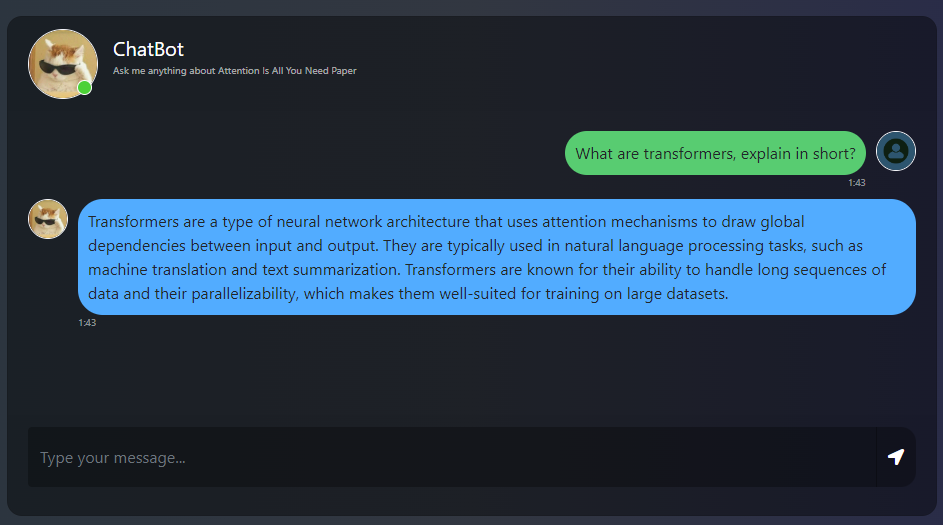 ChatBot
Ask me anything about Attention Is All You Need Paper
What are transformers, explain in short?
1:43
Transformers are a type of neural network architecture that uses attention mechanisms to draw global
dependencies between input and output. They are typically used in natural language processing tasks, such as
machine translation and text summarization. Transformers are known for their ability to handle long sequences of
data and their parallelizability, which makes them well-suited for training on large datasets.
1:43
Type your message...